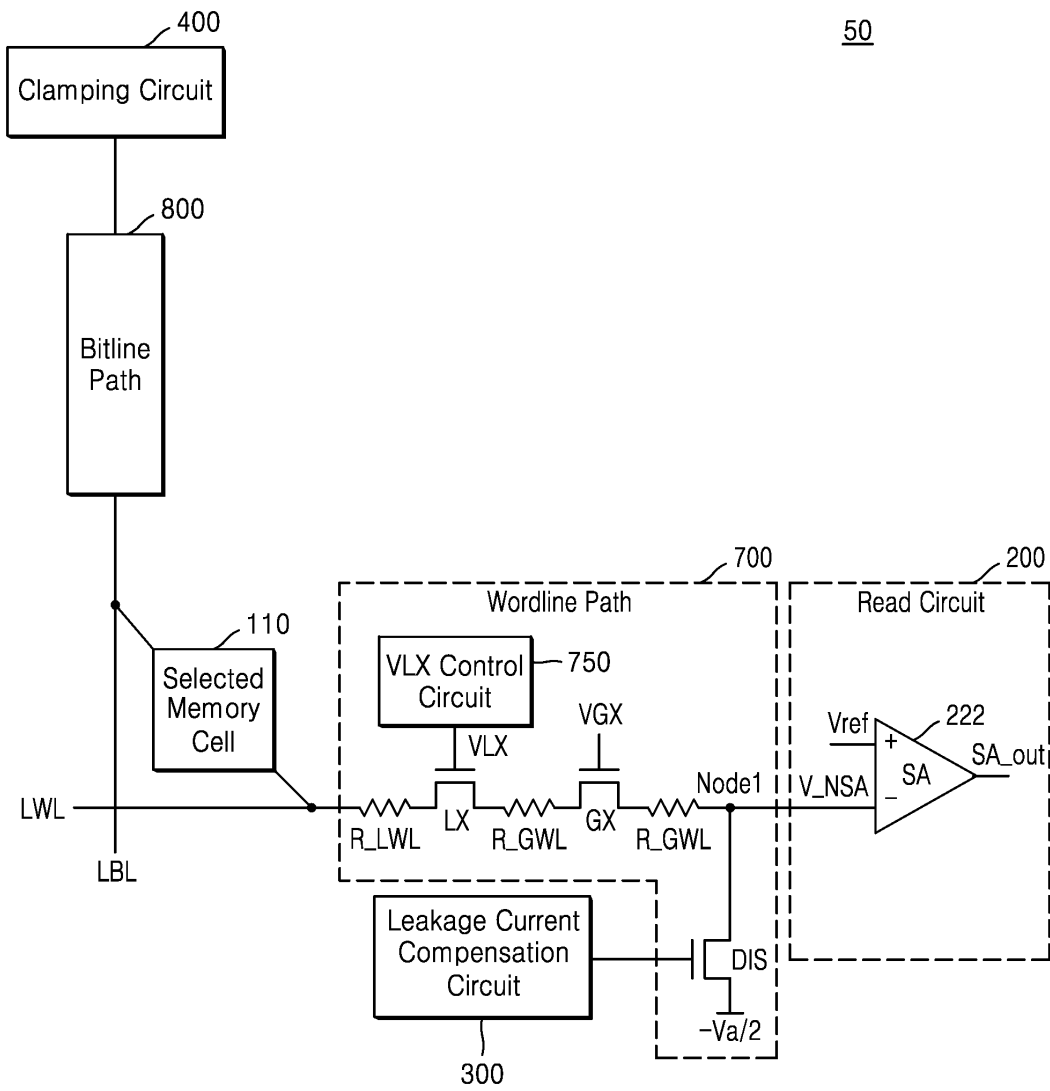 400
50
Clamping Circuit
800
Bitline
Path
700
200
Wordline Path
Read Circuit
110
Selected
Memory
Cell
VLX Control
Circuit
750
VLX
VGX
Vref
222
+
SA
SA_out
Node1
V_NSA
−
LWL
R_LWL
LX
R_GWL
GX
R_GWL
LBL
Leakage Current
Compensation
Circuit
DIS
−Va/2
300